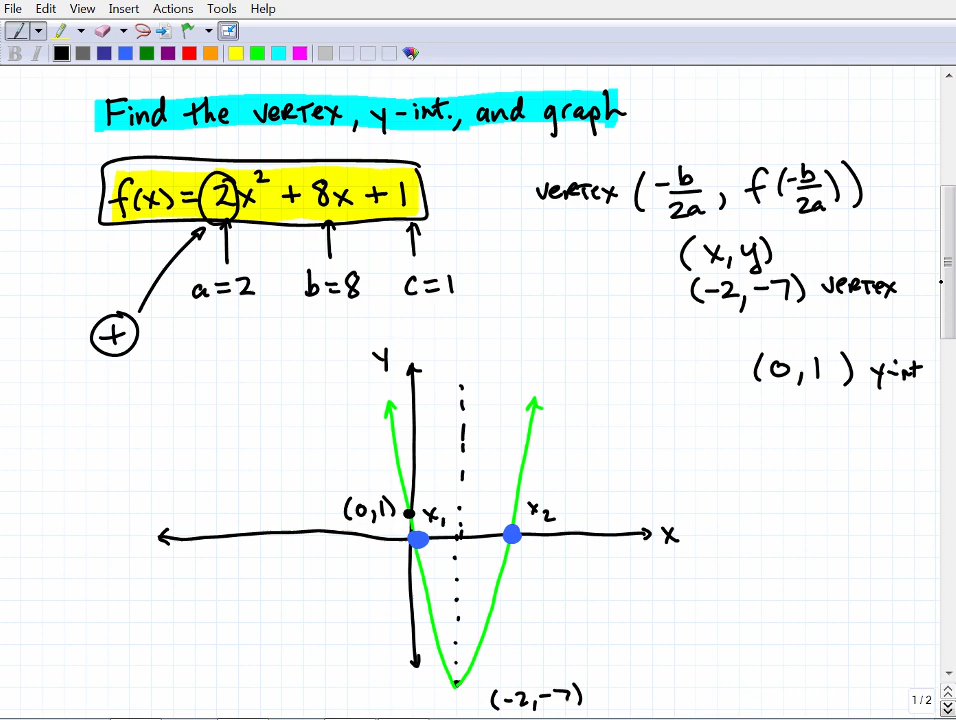 File Edit View Insert Actions Tools Help
B I
Find the vertex, y-int., and graph
f(x) = 2x² + 8x + 1
a=2 b=8 c=1
+
vertex (-b/2a, f(-b/2a))
(x, y)
(-2, -7) vertex
(0, 1) y-int
y
(0,1) x₁ x₂
x
(-2, -7)
1 / 2